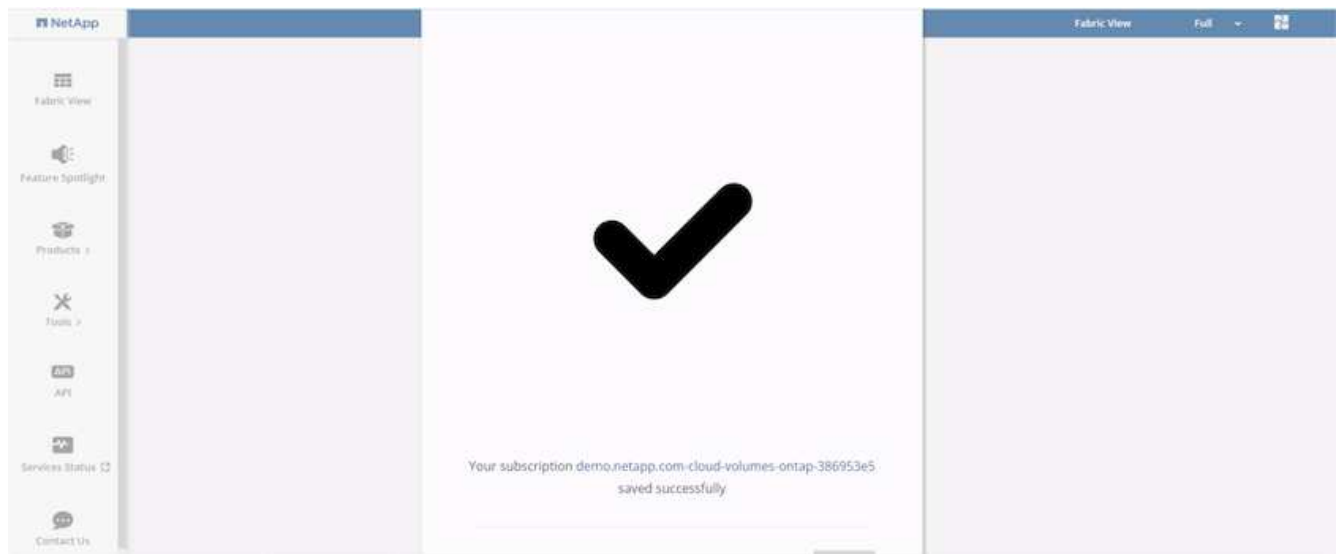 NetApp
Fabric View
Full
Fabric View
Feature Spotlight
Products >
Tools >
API
API
Services Status
Contact Us
Your subscription demo.netapp.com-cloud-volumes-ontap-386953e5
saved successfully